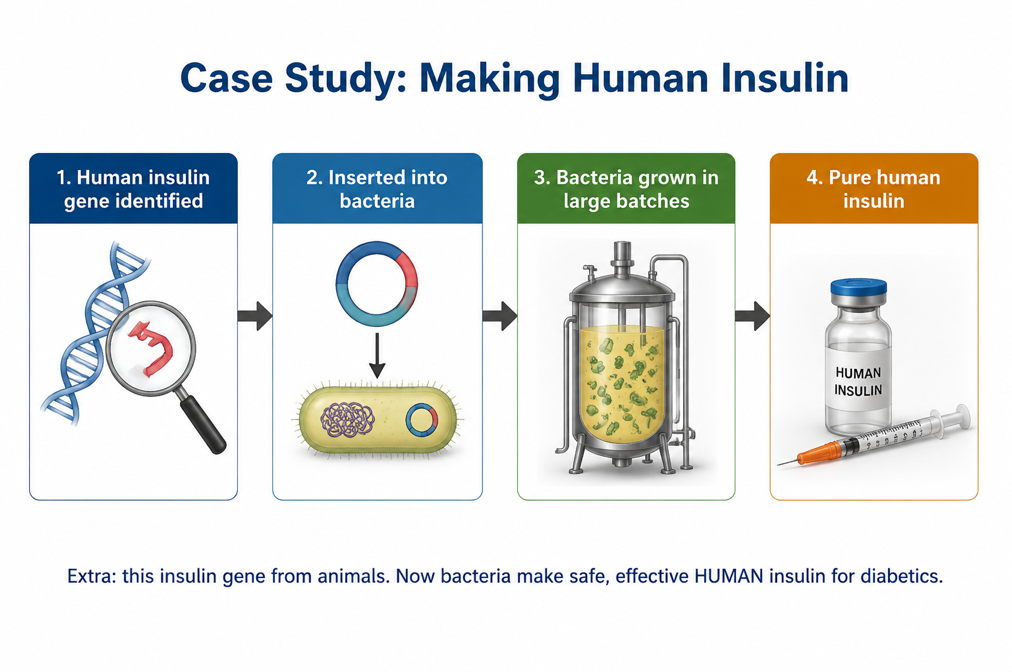 Case Study: Making Human Insulin
1. Human insulin
gene identified
2. Inserted into
bacteria
3. Bacteria grown in
large batches
4. Pure human
insulin
HUMAN
INSULIN
Extra: this insulin gene from animals. Now bacteria make safe, effective HUMAN insulin for diabetics.